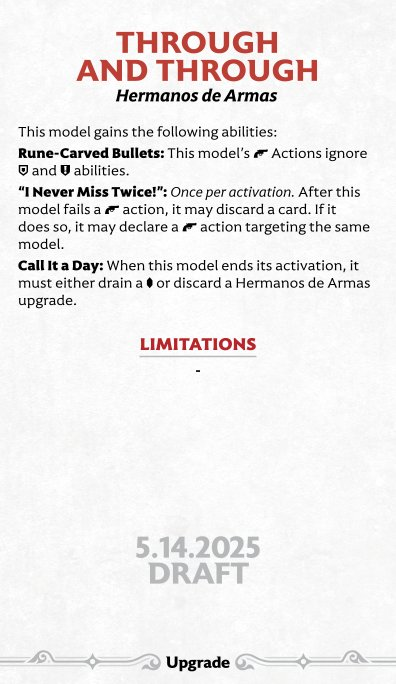 THROUGH
AND THROUGH
Hermanos de Armas
This model gains the following abilities:
Rune-Carved Bullets: This model's Actions ignore
and abilities.
“I Never Miss Twice!”: Once per activation. After this
model fails a action, it may discard a card. If it
does so, it may declare a action targeting the same
model.
Call It a Day: When this model ends its activation, it
must either drain a or discard a Hermanos de Armas
upgrade.
LIMITATIONS
-
5.14.2025
DRAFT
Upgrade